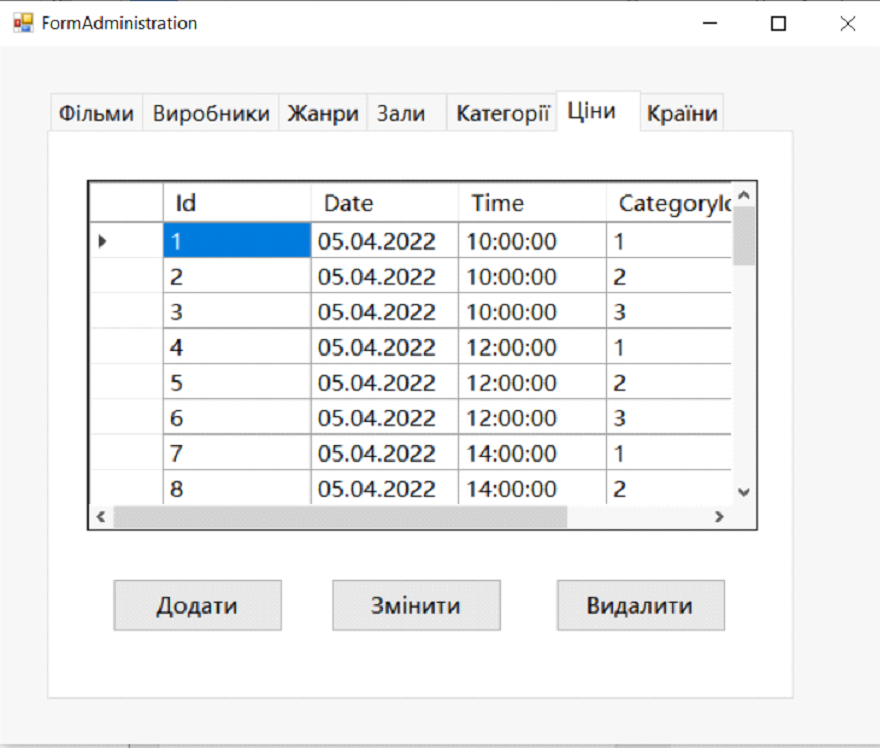 FormAdministration
Фільми Виробники Жанри Зали Категорії Ціни Країни
Id Date Time CategoryId
1 05.04.2022 10:00:00 1
2 05.04.2022 10:00:00 2
3 05.04.2022 10:00:00 3
4 05.04.2022 12:00:00 1
5 05.04.2022 12:00:00 2
6 05.04.2022 12:00:00 3
7 05.04.2022 14:00:00 1
8 05.04.2022 14:00:00 2
Додати Змінити Видалити